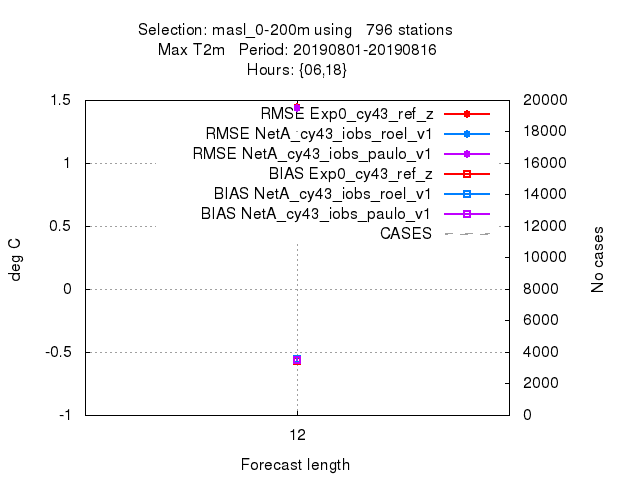 Selection: masl_0-200m using   796 stations
Max T2m   Period: 20190801-20190816
Hours: {06,18}
1.5
1
0.5
0
-0.5
-1
deg C
RMSE Exp0_cy43_ref_z
RMSE NetA_cy43_iobs_roel_v1
RMSE NetA_cy43_iobs_paulo_v1
BIAS Exp0_cy43_ref_z
BIAS NetA_cy43_iobs_roel_v1
BIAS NetA_cy43_iobs_paulo_v1
CASES
20000
18000
16000
14000
12000
10000
8000
6000
4000
2000
0
No cases
12
Forecast length